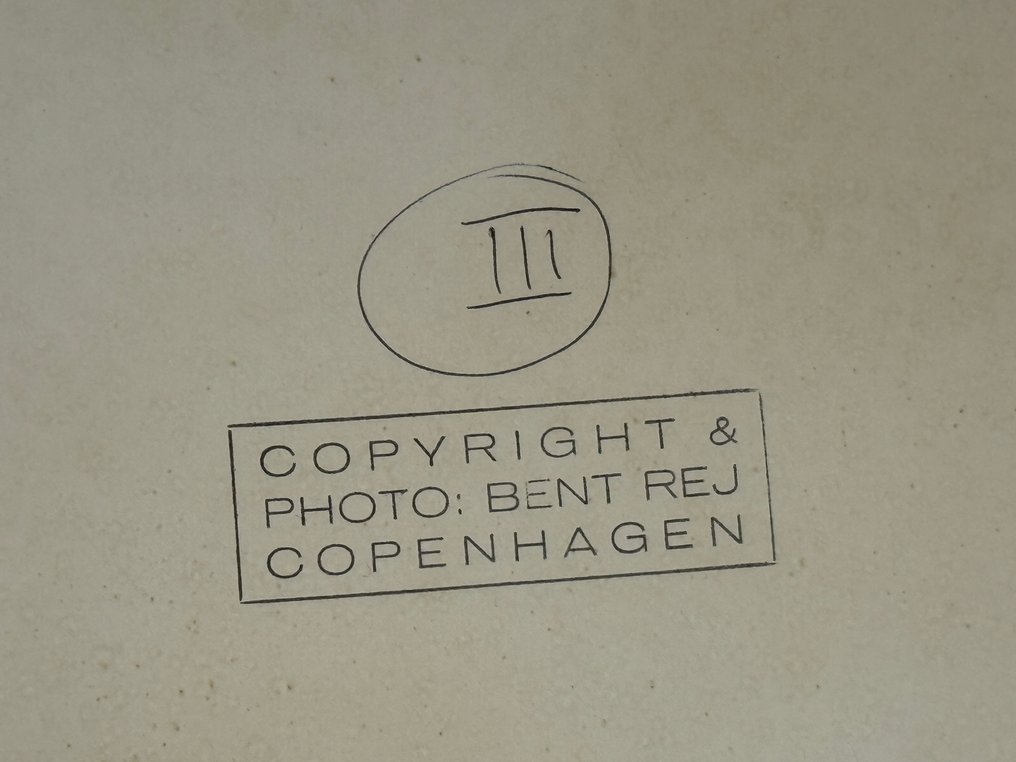 III
COPYRIGHT &
PHOTO: BENT REJ
COPENHAGEN